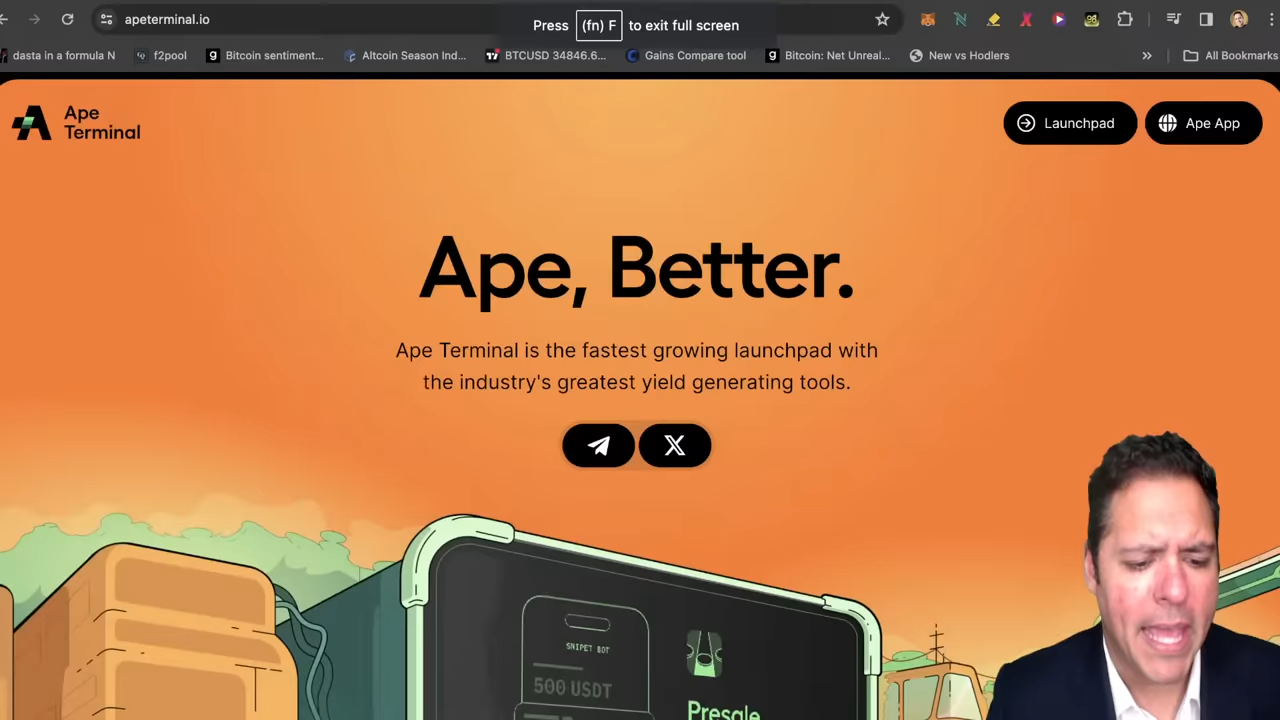 apeterminal.io
Press (fn) F to exit full screen
dasta in a formula N
f2pool
Bitcoin sentiment...
Altcoin Season Ind...
BTCUSD 34846.6...
Gains Compare tool
Bitcoin: Net Unreal...
New vs Hodlers
»
All Bookmarks
Ape
Terminal
Launchpad
Ape App
Ape, Better.
Ape Terminal is the fastest growing launchpad with
the industry's greatest yield generating tools.
SNIPET BOT
500 USDT
Presale